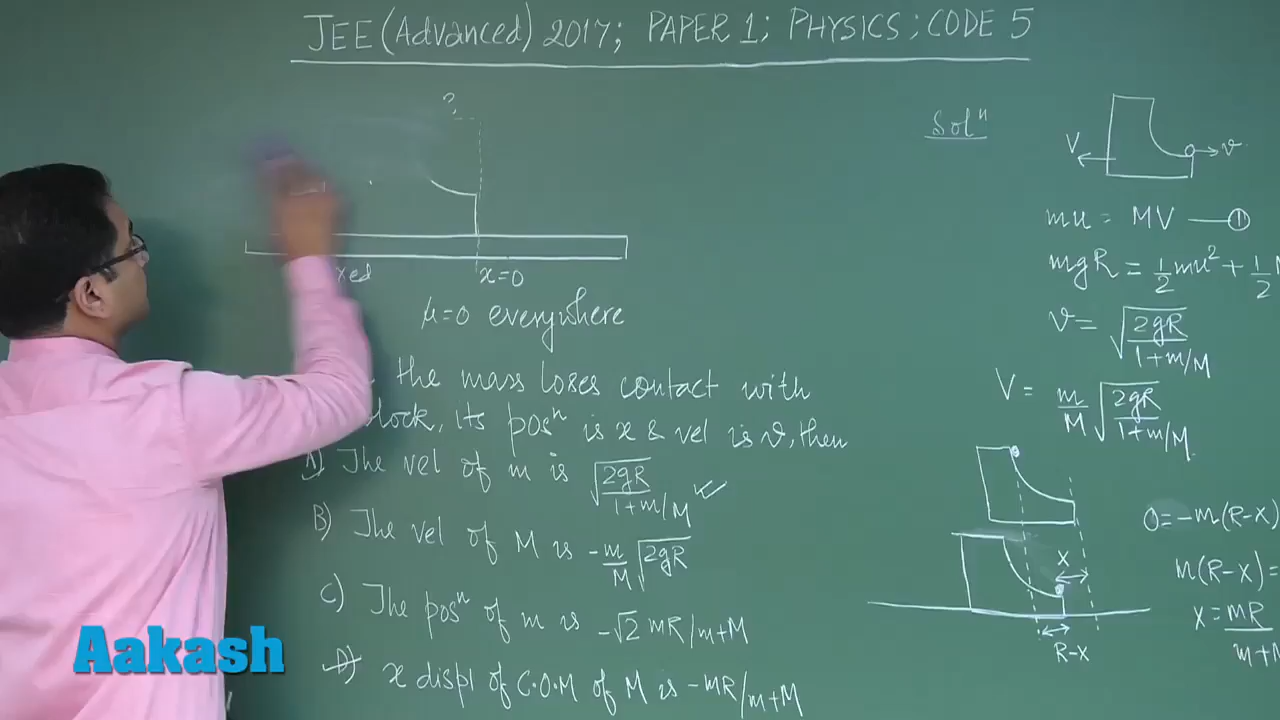 JEE (Advanced) 2017; PAPER 1; PHYSICS; CODE 5
?
x=0
μ=0 everywhere
the mass loses contact with
block, its posⁿ is x & vel is v, then
A) The vel of m is √(2gR/1+m/M) ✓
B) The vel of M is -m/M √2gR
C) The posⁿ of m is -√2 mR/m+M
D) x displ of C.O.M of M is -mR/m+M
Solⁿ
V
v
mu = MV —①
mgR = ½mu² + ½
v = √(2gR/1+m/M)
V = m/M √(2gR/1+m/M)
x
R-x
0=-m(R-x)
m(R-x)=
x = mR/m+M
Aakash